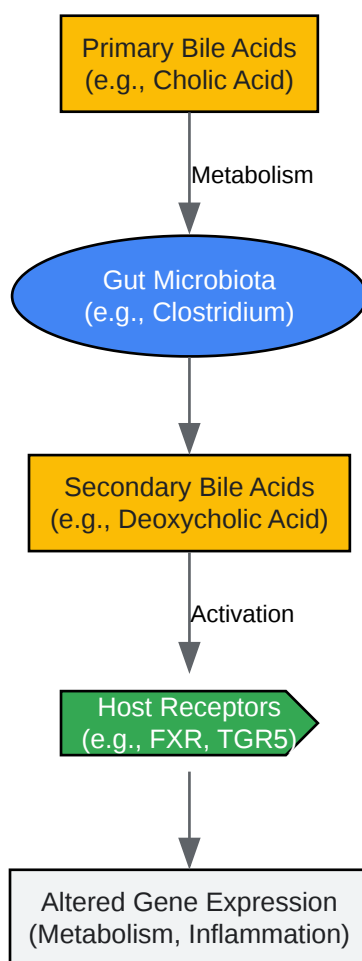 Primary Bile Acids
(e.g., Cholic Acid)
Metabolism
Gut Microbiota
(e.g., Clostridium)
Secondary Bile Acids
(e.g., Deoxycholic Acid)
Activation
Host Receptors
(e.g., FXR, TGR5)
Altered Gene Expression
(Metabolism, Inflammation)